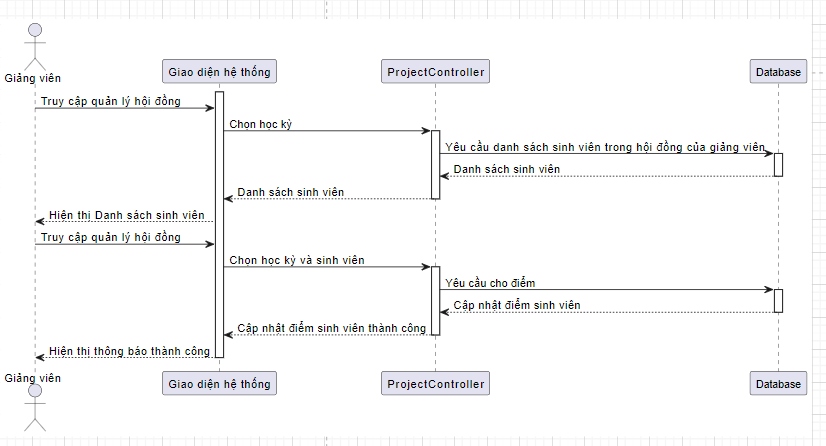 Giảng viên
Giao diện hệ thống
ProjectController
Database
Truy cập quản lý hội đồng
Chọn học kỳ
Yêu cầu danh sách sinh viên trong hội đồng của giảng viên
Danh sách sinh viên
Danh sách sinh viên
Hiện thị Danh sách sinh viên
Truy cập quản lý hội đồng
Chọn học kỳ và sinh viên
Yêu cầu cho điểm
Cập nhật điểm sinh viên
Cập nhật điểm sinh viên thành công
Hiện thị thông báo thành công
Giảng viên
Giao diện hệ thống
ProjectController
Database